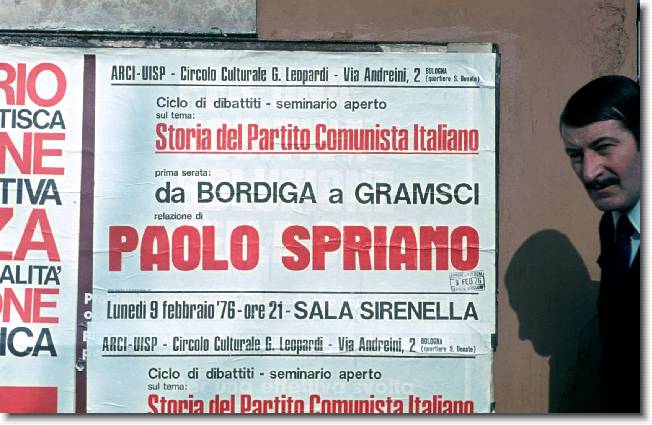 RIO
TISCA
NE
TIVA
ZA
ALITÀ'
ONE
ICA
ARCI-UISP - Circolo Culturale G. Leopardi - Via Andreini, 2 BOLOGNA (quartiere S. Donato)
Ciclo di dibattiti - seminario aperto
sul tema:
Storia del Partito Comunista Italiano
prima serata:
da BORDIGA a GRAMSCI
relazione di
PAOLO SPRIANO
FEB 76
Lunedì 9 febbraio '76 - ore 21 - SALA SIRENELLA
ARCI-UISP - Circolo Culturale G. Leopardi - Via Andreini, 2 BOLOGNA (quartiere S. Donato)
Ciclo di dibattiti - seminario aperto
sul tema:
Storia del Partito Comunista Italiano